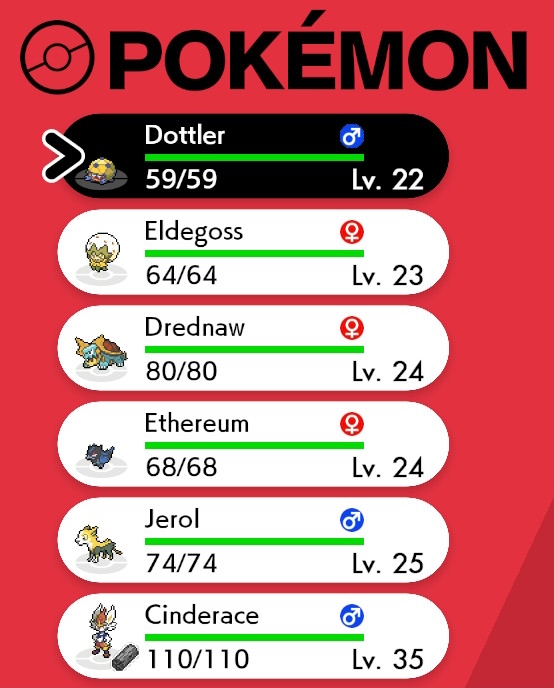 POKÉMON
Dottler ♂
59/59 Lv. 22
Eldegoss ♀
64/64 Lv. 23
Drednaw ♀
80/80 Lv. 24
Ethereum ♀
68/68 Lv. 24
Jerol ♂
74/74 Lv. 25
Cinderace ♂
110/110 Lv. 35